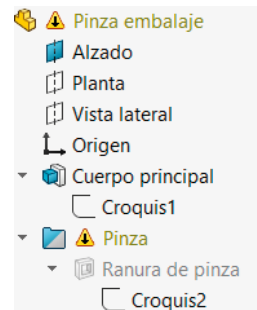 Pinza embalaje
Alzado
Planta
Vista lateral
Origen
Cuerpo principal
Croquis1
Pinza
Ranura de pinza
Croquis2